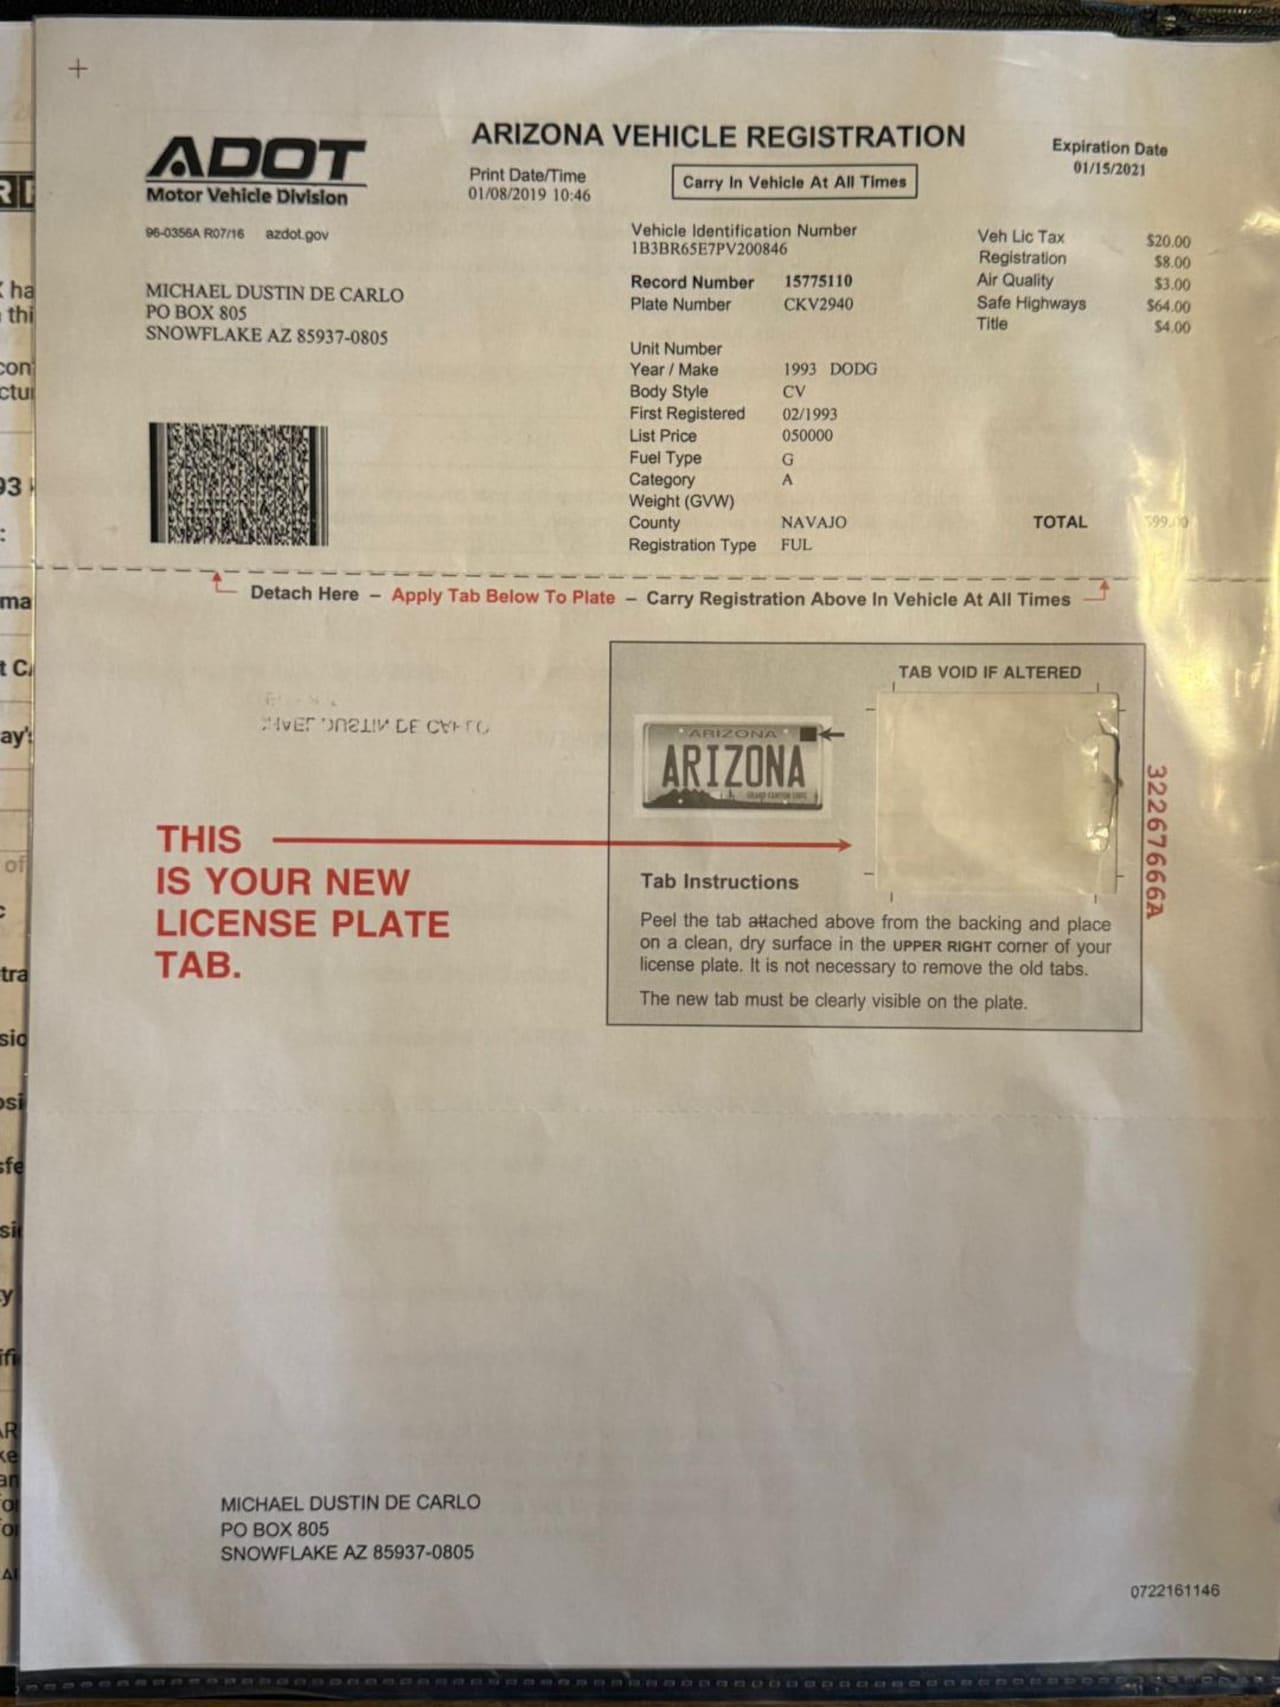 ADOT
Motor Vehicle Division
96-0356A R07/16 azdot.gov
ARIZONA VEHICLE REGISTRATION
Print Date/Time
01/08/2019 10:46
Carry In Vehicle At All Times
Expiration Date
01/15/2021
MICHAEL DUSTIN DE CARLO
PO BOX 805
SNOWFLAKE AZ 85937-0805
Vehicle Identification Number
1B3BR65E7PV200846
Record Number 15775110
Plate Number CKV2940
Unit Number
Year / Make 1993 DODG
Body Style CV
First Registered 02/1993
List Price 050000
Fuel Type G
Category A
Weight (GVW)
County NAVAJO
Registration Type FUL
Veh Lic Tax $20.00
Registration $8.00
Air Quality $3.00
Safe Highways $64.00
Title $4.00
TOTAL $99.00
Detach Here – Apply Tab Below To Plate – Carry Registration Above In Vehicle At All Times
THIS
IS YOUR NEW
LICENSE PLATE
TAB.
TAB VOID IF ALTERED
ARIZONA
ARIZONA
GRAND CANYON STATE
32267666A
Tab Instructions
Peel the tab attached above from the backing and place
on a clean, dry surface in the UPPER RIGHT corner of your
license plate. It is not necessary to remove the old tabs.
The new tab must be clearly visible on the plate.
MICHAEL DUSTIN DE CARLO
PO BOX 805
SNOWFLAKE AZ 85937-0805
0722161146